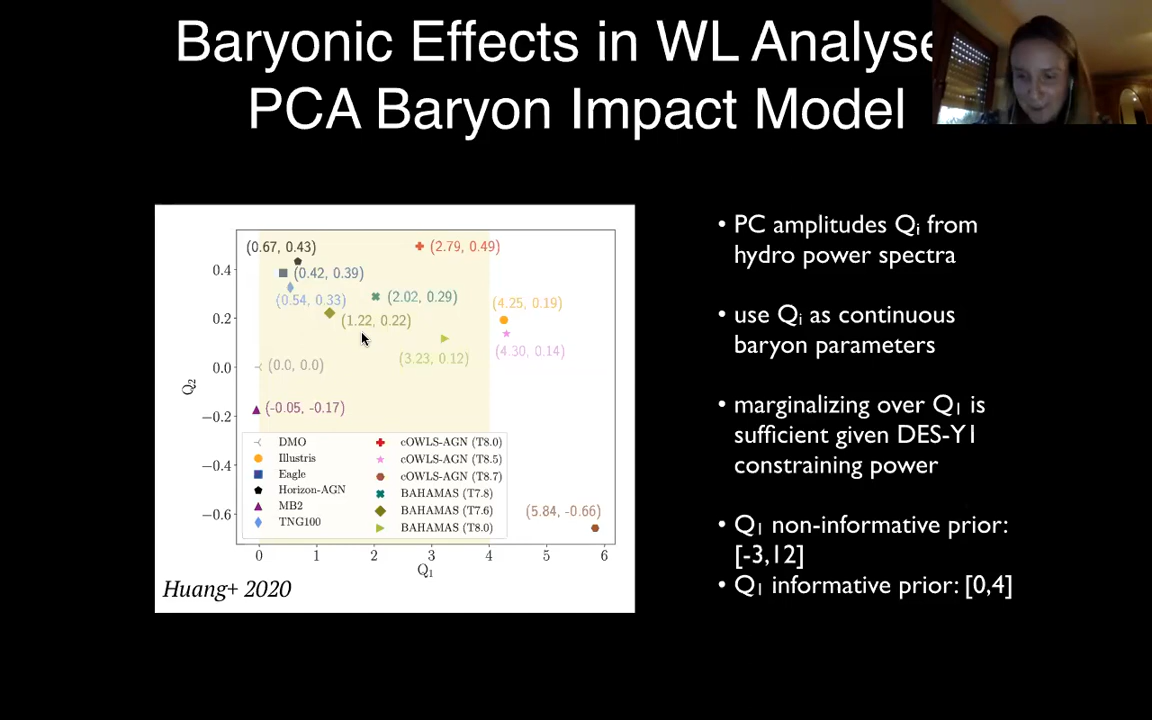 Baryonic Effects in WL Analyse
PCA Baryon Impact Model
(0.67, 0.43)
(2.79, 0.49)
(0.42, 0.39)
(0.54, 0.33)
(2.02, 0.29)
(4.25, 0.19)
(1.22, 0.22)
(3.23, 0.12)
(4.30, 0.14)
(0.0, 0.0)
(-0.05, -0.17)
(5.84, -0.66)
0.4
0.2
0.0
−0.2
−0.4
−0.6
Q₂
DMO
Illustris
Eagle
Horizon-AGN
MB2
TNG100
cOWLS-AGN (T8.0)
cOWLS-AGN (T8.5)
cOWLS-AGN (T8.7)
BAHAMAS (T7.8)
BAHAMAS (T7.6)
BAHAMAS (T8.0)
0 1 2 3 4 5 6
Q₁
Huang+ 2020
• PC amplitudes Qᵢ from
hydro power spectra
• use Qᵢ as continuous
baryon parameters
• marginalizing over Q₁ is
sufficient given DES-Y1
constraining power
• Q₁ non-informative prior:
[-3,12]
• Q₁ informative prior: [0,4]